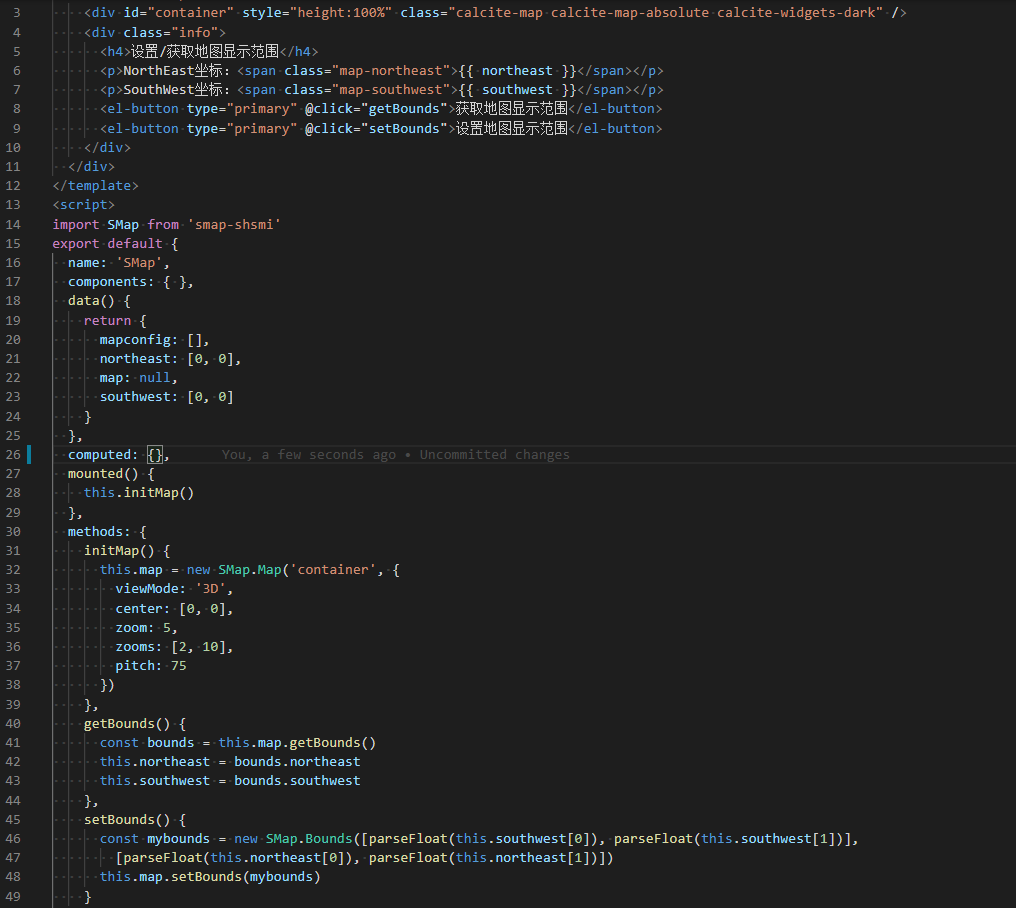 3 <div id="container" style="height:100%" class="calcite-map calcite-map-absolute calcite-widgets-dark" />
4 <div class="info">
5 <h4>设置/获取地图显示范围</h4>
6 <p>NorthEast坐标：<span class="map-northeast">{{ northeast }}</span></p>
7 <p>SouthWest坐标：<span class="map-southwest">{{ southwest }}</span></p>
8 <el-button type="primary" @click="getBounds">获取地图显示范围</el-button>
9 <el-button type="primary" @click="setBounds">设置地图显示范围</el-button>
10 </div>
11 </div>
12 </template>
13 <script>
14 import SMap from 'smap-shsmi'
15 export default {
16 name: 'SMap',
17 components: { },
18 data() {
19 return {
20 mapconfig: [],
21 northeast: [0, 0],
22 map: null,
23 southwest: [0, 0]
24 }
25 },
26 computed: {}, You, a few seconds ago • Uncommitted changes
27 mounted() {
28 this.initMap()
29 },
30 methods: {
31 initMap() {
32 this.map = new SMap.Map('container', {
33 viewMode: '3D',
34 center: [0, 0],
35 zoom: 5,
36 zooms: [2, 10],
37 pitch: 75
38 })
39 },
40 getBounds() {
41 const bounds = this.map.getBounds()
42 this.northeast = bounds.northeast
43 this.southwest = bounds.southwest
44 },
45 setBounds() {
46 const mybounds = new SMap.Bounds([parseFloat(this.southwest[0]), parseFloat(this.southwest[1])],
47 [parseFloat(this.northeast[0]), parseFloat(this.northeast[1])])
48 this.map.setBounds(mybounds)
49 }